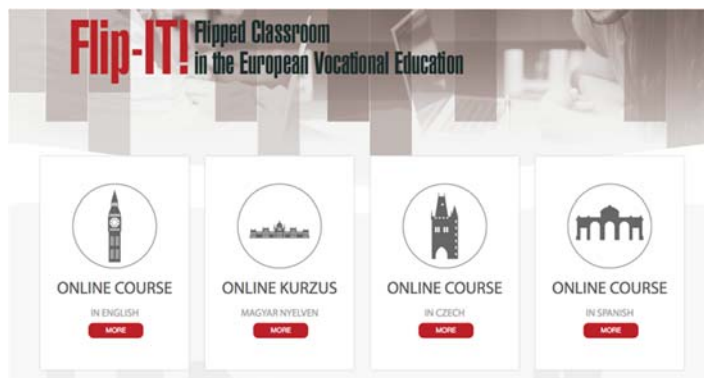 Flip-IT! Flipped Classroom
in the European Vocational Education
ONLINE COURSE
IN ENGLISH
MORE
ONLINE KURZUS
MAGYAR NYELVEN
MORE
ONLINE COURSE
IN CZECH
MORE
ONLINE COURSE
IN SPANISH
MORE